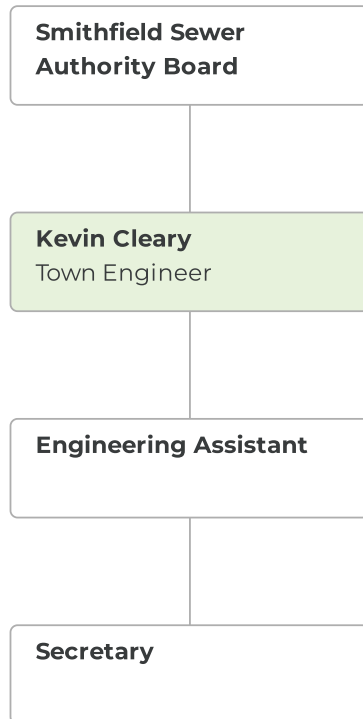 Smithfield Sewer
Authority Board
Kevin Cleary
Town Engineer
Engineering Assistant
Secretary